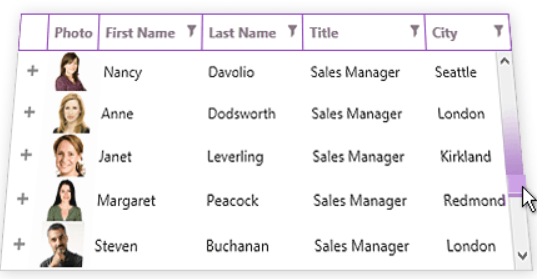 Photo First Name Last Name Title City
Nancy Davolio Sales Manager Seattle
Anne Dodsworth Sales Manager London
Janet Leverling Sales Manager Kirkland
Margaret Peacock Sales Manager Redmond
Steven Buchanan Sales Manager London